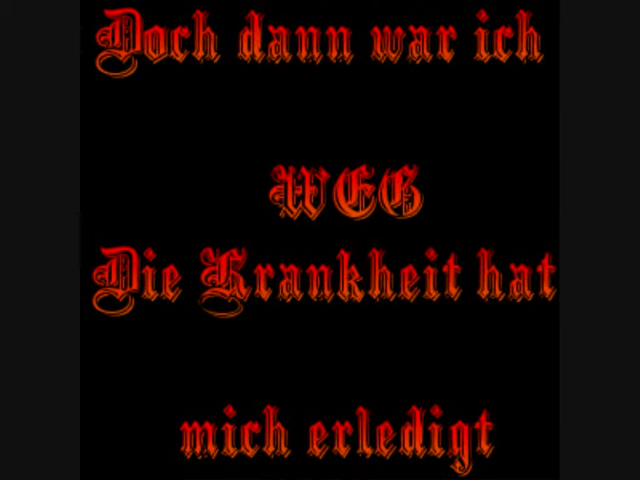 Doch dann war ich
WEG
Die Krankheit hat
mich erledigt